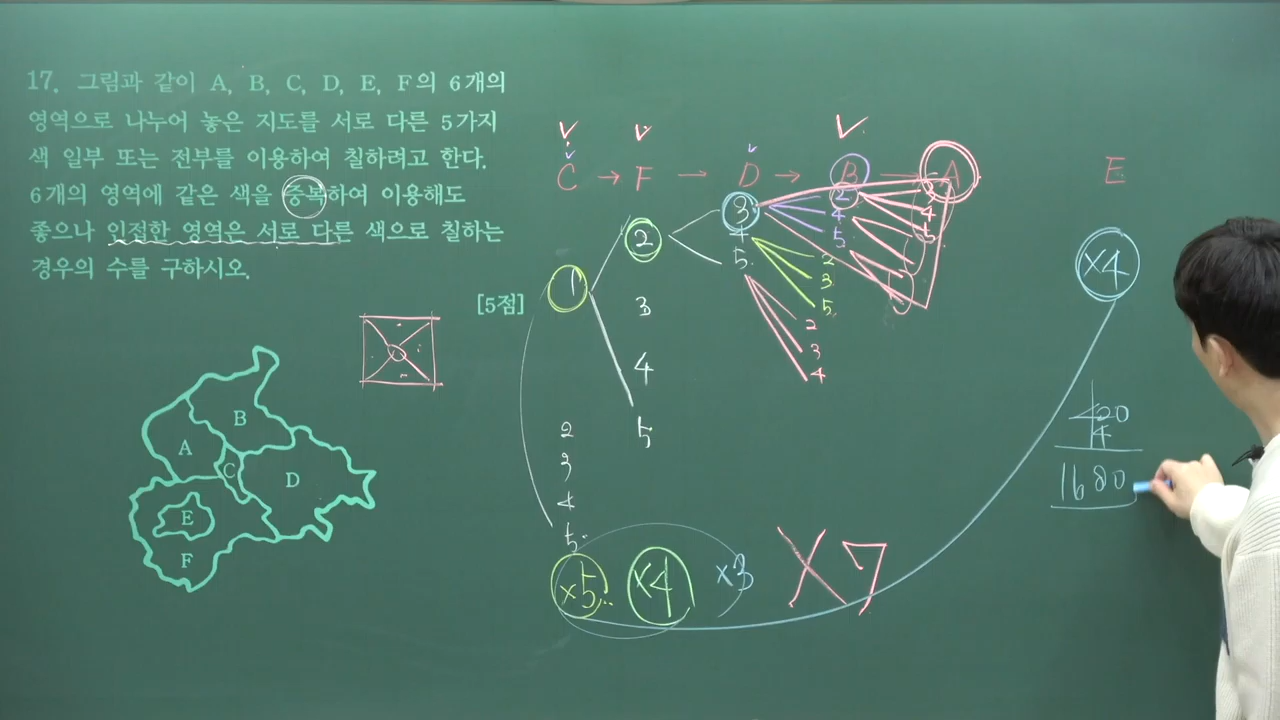 17. 그림과 같이 A, B, C, D, E, F의 6개의
영역으로 나누어 놓은 지도를 서로 다른 5가지
색 일부 또는 전부를 이용하여 칠하려고 한다.
6개의 영역에 같은 색을 중복하여 이용해도
좋으나 인접한 영역은 서로 다른 색으로 칠하는
경우의 수를 구하시오.
[5점]
A
B
C
D
E
F
C → F → D → B → A E
1
2
3
4
5
2
3
4
5
3
4
5
2
4
5
2
3
5
2
3
4
×5 ×4 ×3 ×7
×4
420
4
1680